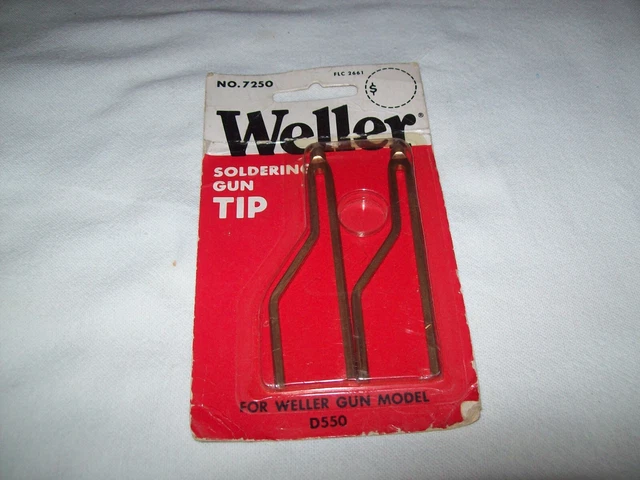 NO. 7250
FLC 2661
$
Weller®
SOLDERING
GUN
TIP
FOR WELLER GUN MODEL
D550